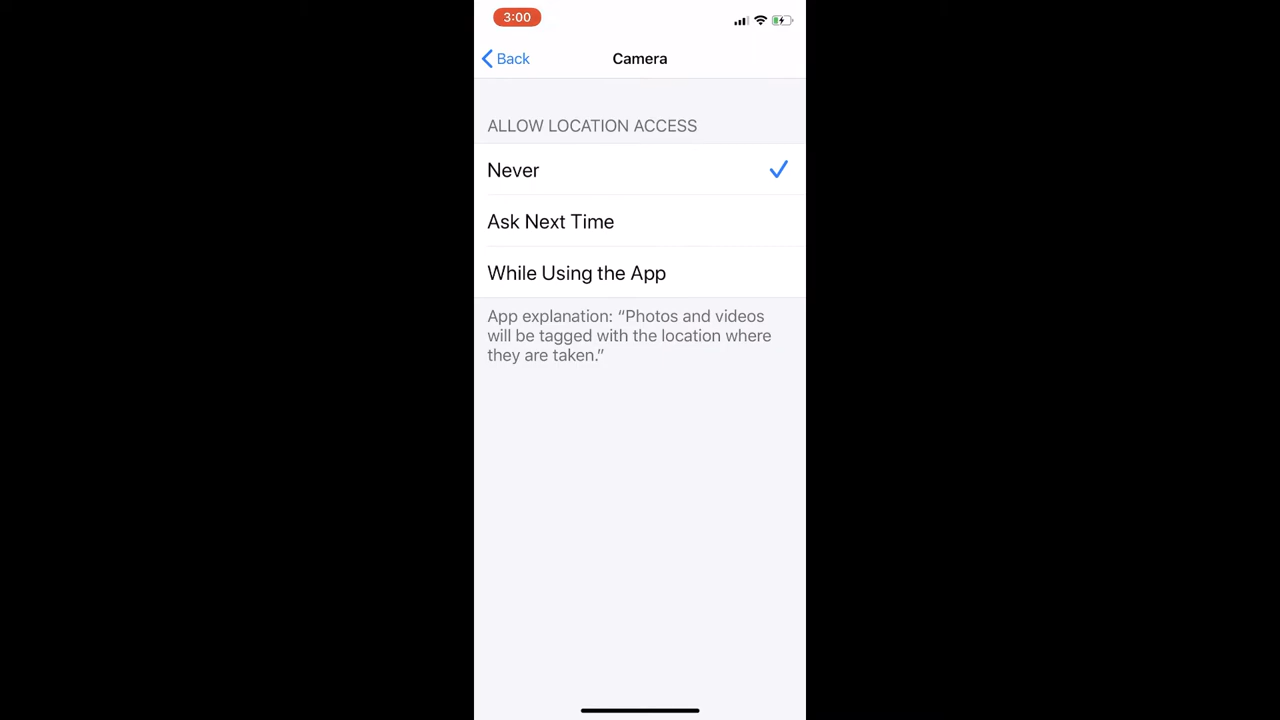 3:00
Back
Camera
ALLOW LOCATION ACCESS
Never
Ask Next Time
While Using the App
App explanation: “Photos and videos
will be tagged with the location where
they are taken.”